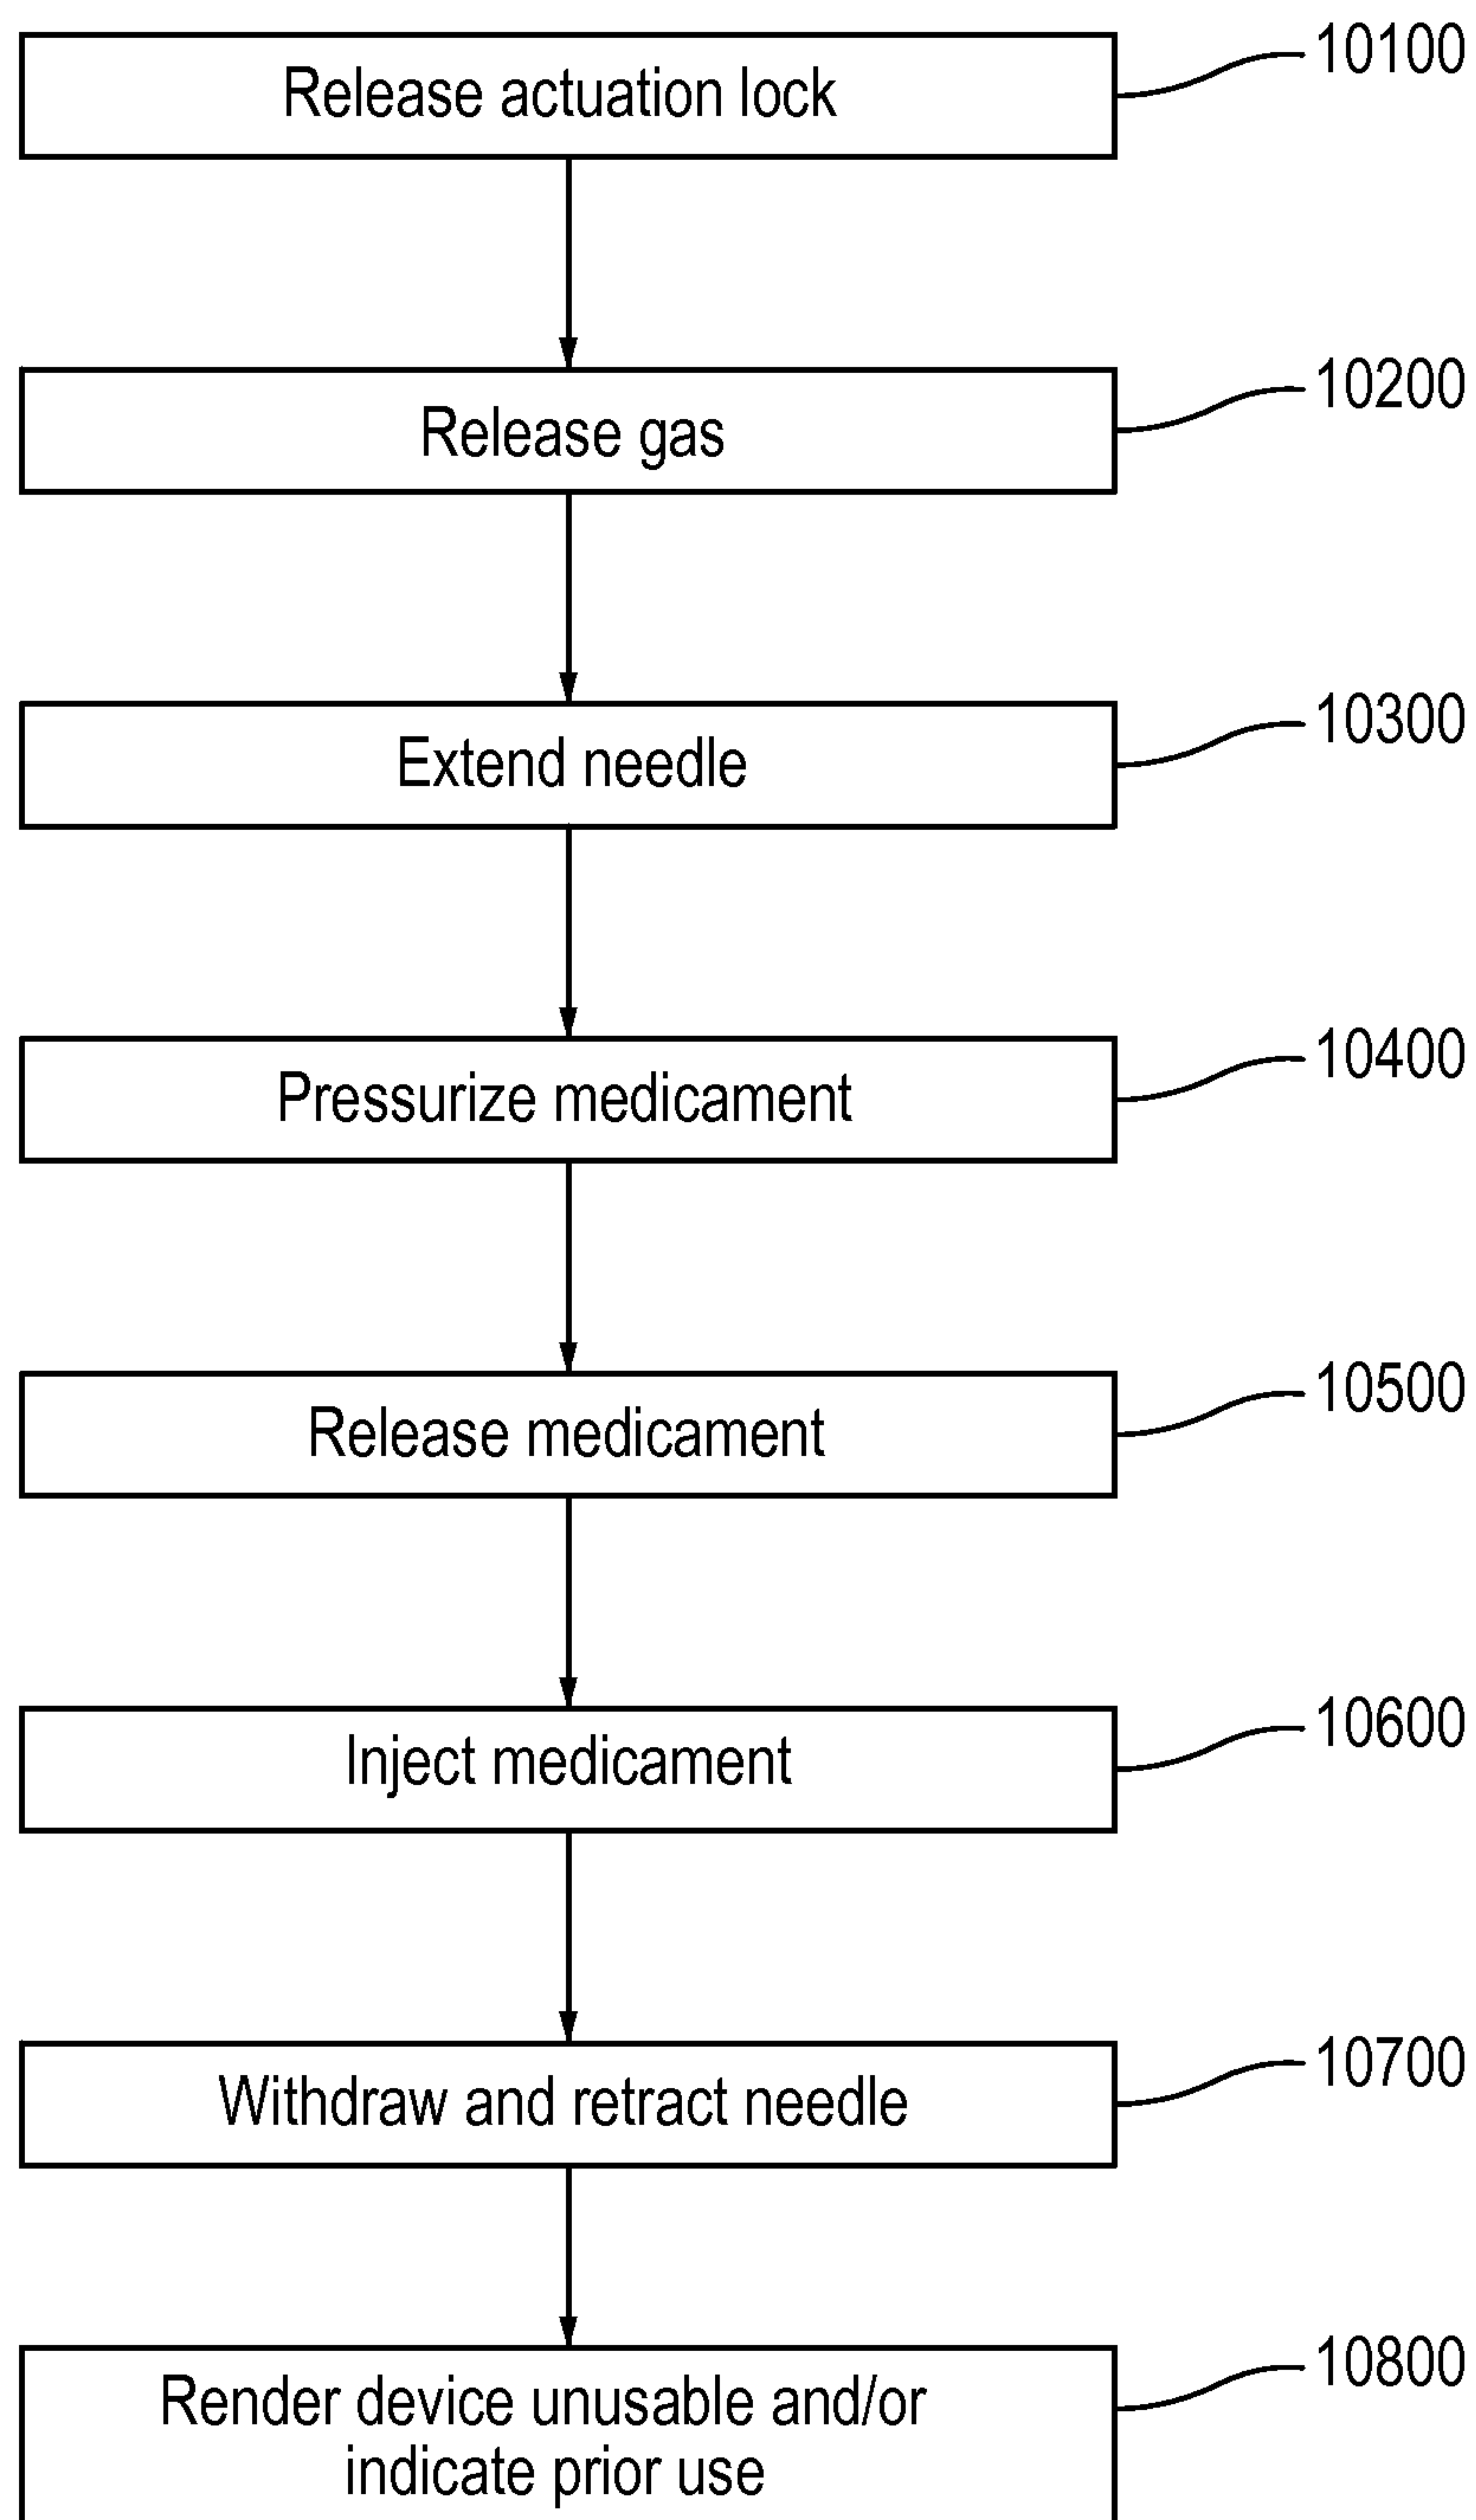 Release actuation lock
10100
Release gas
10200
Extend needle
10300
Pressurize medicament
10400
Release medicament
10500
Inject medicament
10600
Withdraw and retract needle
10700
Render device unusable and/or
indicate prior use
10800